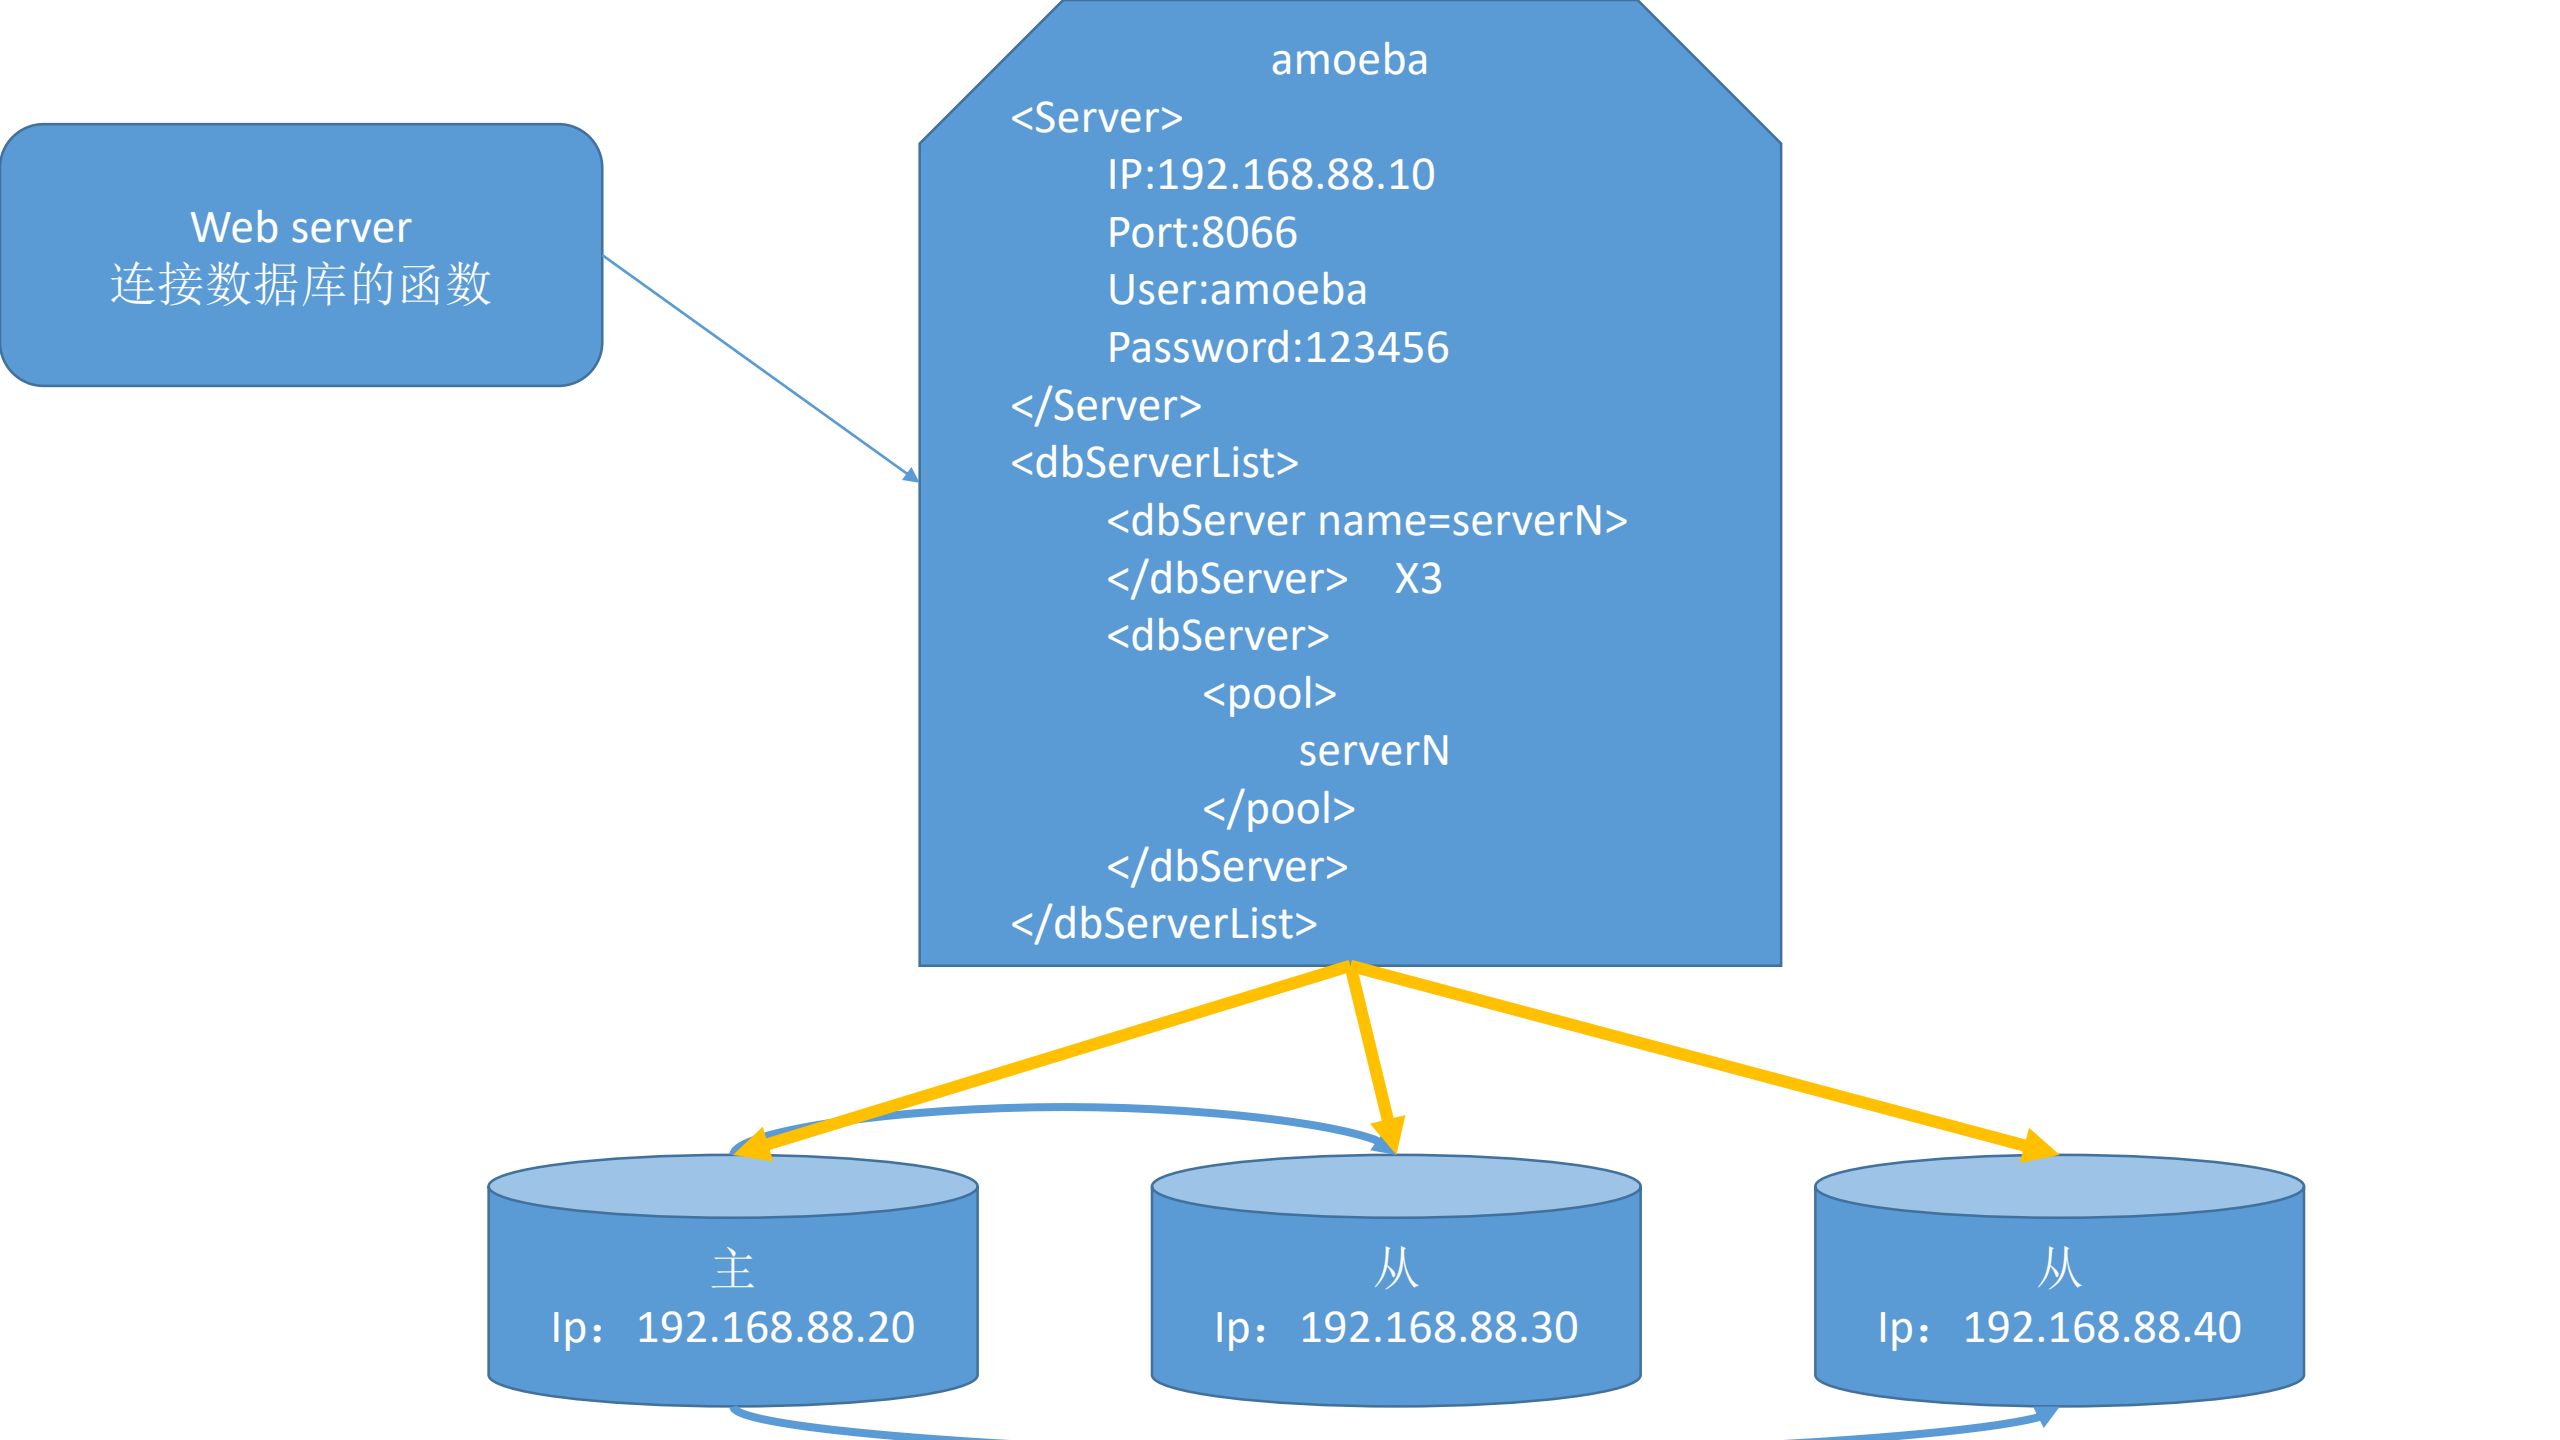 Web server
连接数据库的函数
amoeba
<Server>
IP:192.168.88.10
Port:8066
User:amoeba
Password:123456
</Server>
<dbServerList>
<dbServer name=serverN>
</dbServer> X3
<dbServer>
<pool>
serverN
</pool>
</dbServer>
</dbServerList>
主
Ip：192.168.88.20
从
Ip：192.168.88.30
从
Ip：192.168.88.40